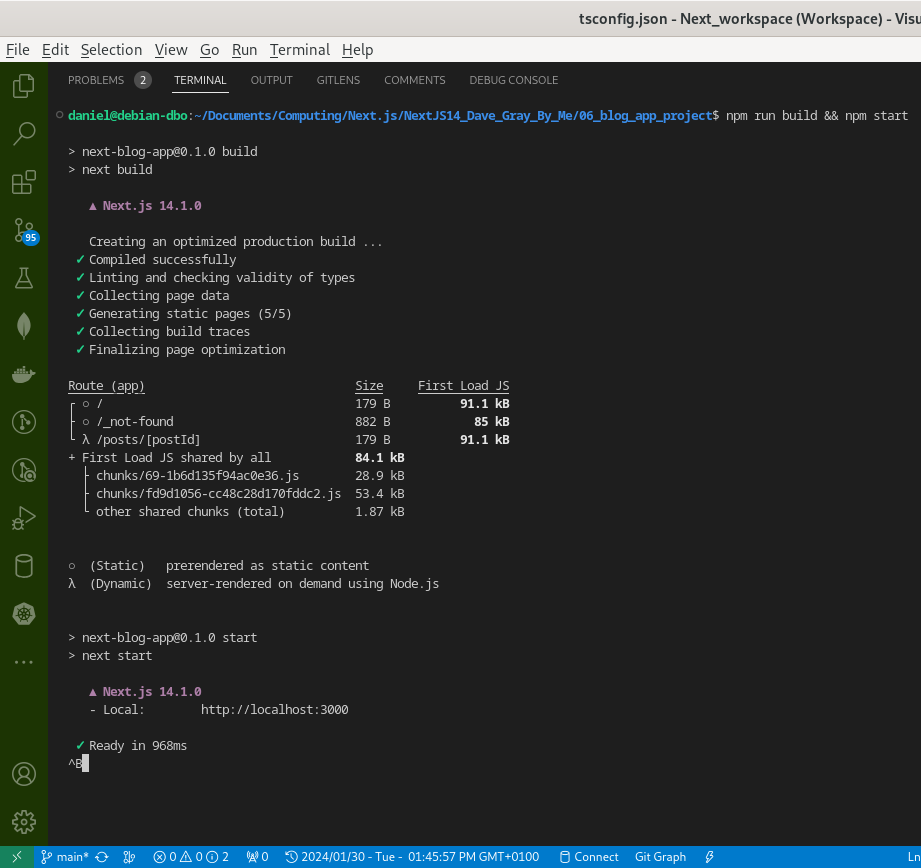 tsconfig.json - Next_workspace (Workspace) - Visu
File Edit Selection View Go Run Terminal Help
PROBLEMS 2 TERMINAL OUTPUT GITLENS COMMENTS DEBUG CONSOLE
daniel@debian-dbo:~/Documents/Computing/Next.js/NextJS14_Dave_Gray_By_Me/06_blog_app_project$ npm run build && npm start
> next-blog-app@0.1.0 build
> next build
▲ Next.js 14.1.0
Creating an optimized production build ...
✓ Compiled successfully
✓ Linting and checking validity of types
✓ Collecting page data
✓ Generating static pages (5/5)
✓ Collecting build traces
✓ Finalizing page optimization
Route (app) Size First Load JS
┌ ○ / 179 B 91.1 kB
├ ○ /_not-found 882 B 85 kB
└ λ /posts/[postId] 179 B 91.1 kB
+ First Load JS shared by all 84.1 kB
├ chunks/69-1b6d135f94ac0e36.js 28.9 kB
├ chunks/fd9d1056-cc48c28d170fddc2.js 53.4 kB
└ other shared chunks (total) 1.87 kB
○ (Static) prerendered as static content
λ (Dynamic) server-rendered on demand using Node.js
> next-blog-app@0.1.0 start
> next start
▲ Next.js 14.1.0
- Local: http://localhost:3000
✓ Ready in 968ms
^B
95
main* 0 0 2 0 2024/01/30 - Tue - 01:45:57 PM GMT+0100 Connect Git Graph Ln